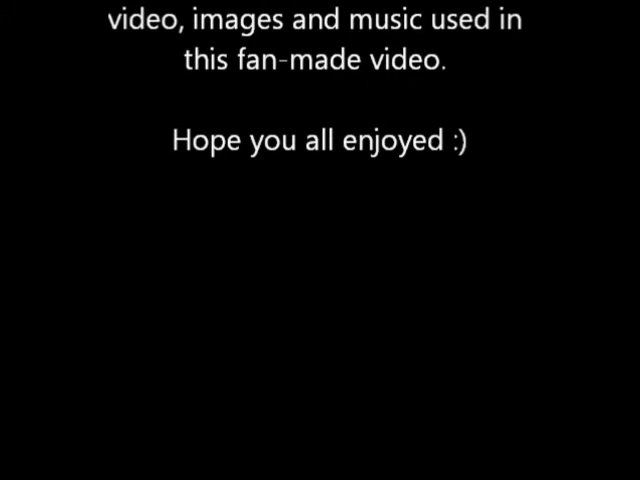 video, images and music used in
this fan-made video.
Hope you all enjoyed :)